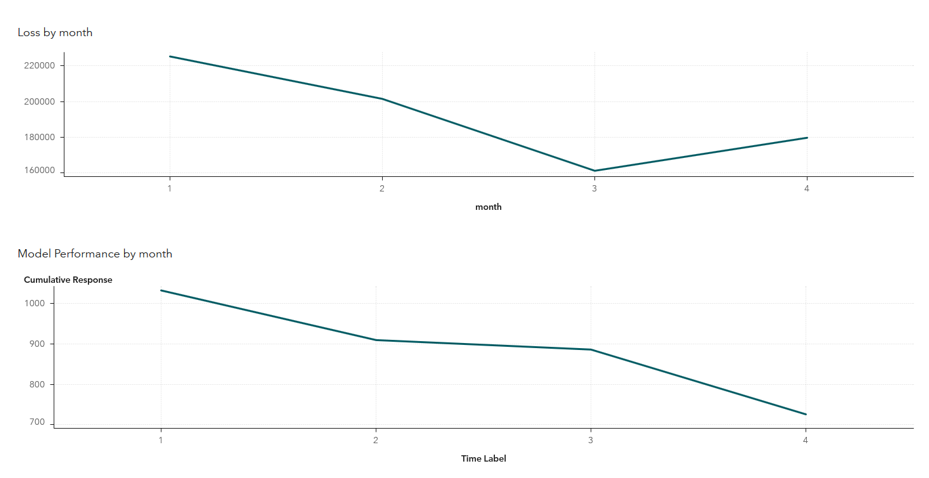 Loss by month
220000
200000
180000
160000
1 2 3 4
month
Model Performance by month
Cumulative Response
1000
900
800
700
1 2 3 4
Time Label